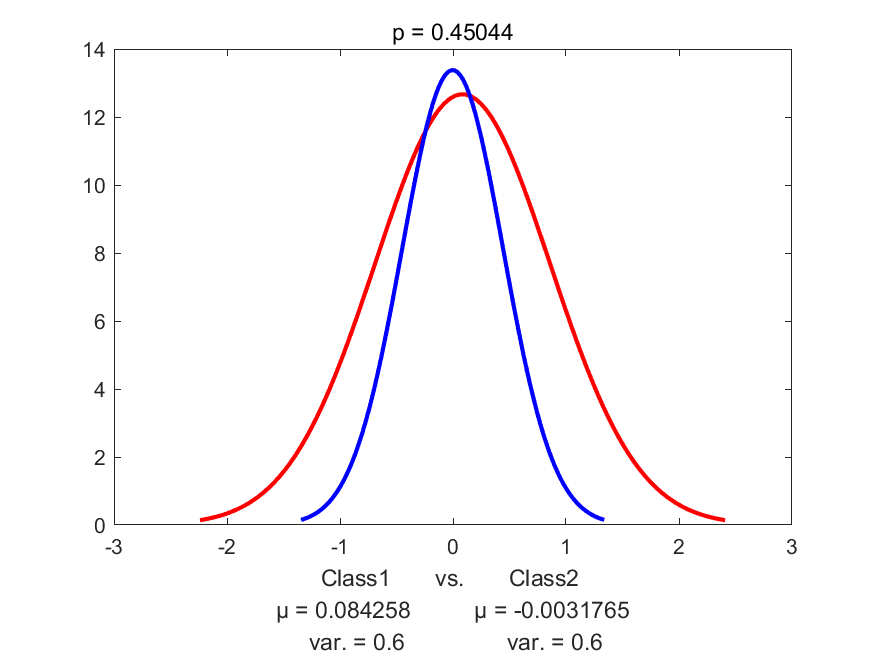 p = 0.45044
14
12
10
8
6
4
2
0
-3 -2 -1 0 1 2 3
Class1 vs. Class2
μ = 0.084258 μ = -0.0031765
var. = 0.6 var. = 0.6